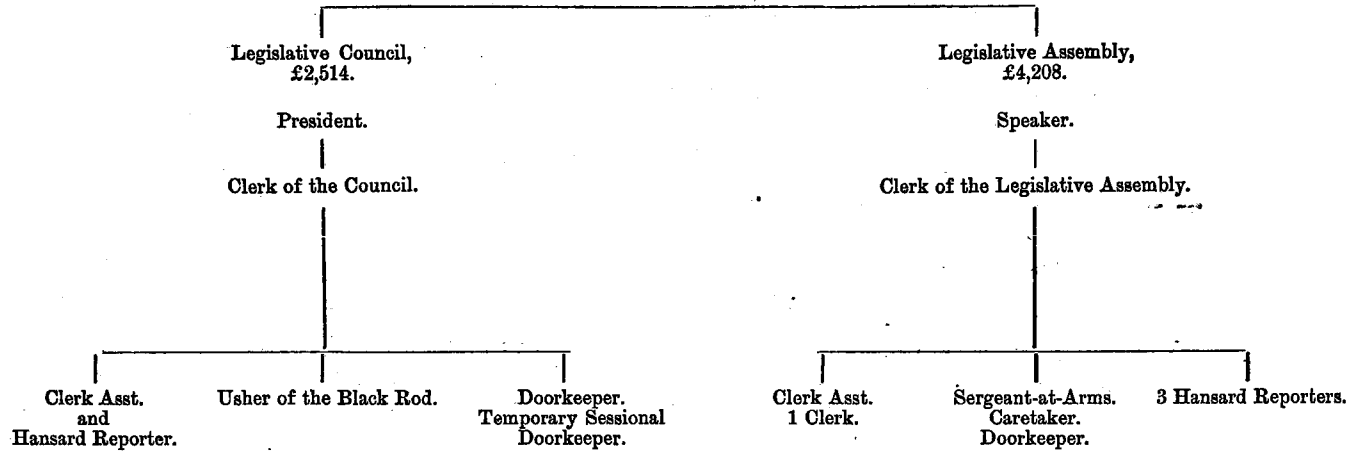 Legislative Council,
£2,514.
President.
Clerk of the Council.
Clerk Asst.
and
Hansard Reporter.
Usher of the Black Rod.
Doorkeeper.
Temporary Sessional
Doorkeeper.
Legislative Assembly,
£4,208.
Speaker.
Clerk of the Legislative Assembly.
Clerk Asst.
1 Clerk.
Sergeant-at-Arms.
Caretaker.
Doorkeeper.
3 Hansard Reporters.